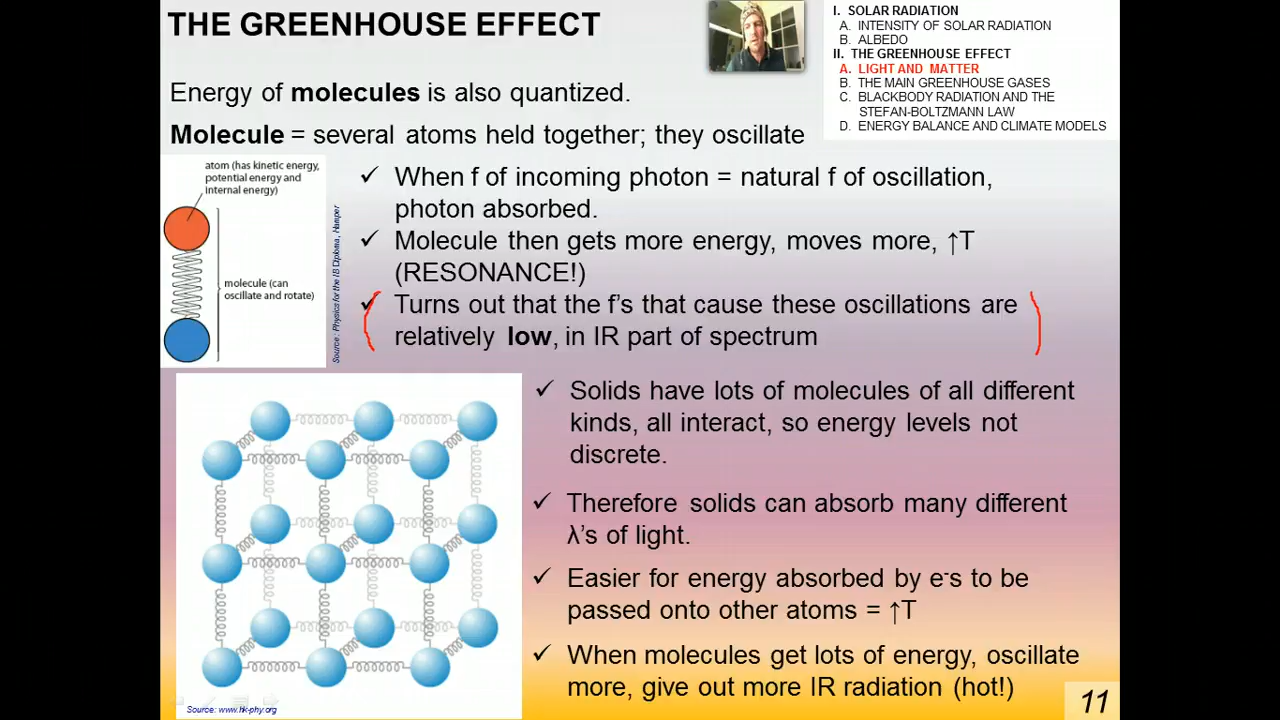 THE GREENHOUSE EFFECT
I. SOLAR RADIATION
A. INTENSITY OF SOLAR RADIATION
B. ALBEDO
II. THE GREENHOUSE EFFECT
A. LIGHT AND MATTER
B. THE MAIN GREENHOUSE GASES
C. BLACKBODY RADIATION AND THE
STEFAN-BOLTZMANN LAW
D. ENERGY BALANCE AND CLIMATE MODELS
Energy of molecules is also quantized.
Molecule = several atoms held together; they oscillate
atom (has kinetic energy,
potential energy and
internal energy)
molecule (can
oscillate and rotate)
Source: Physics for the IB Diploma, Hamper
✓ When f of incoming photon = natural f of oscillation,
photon absorbed.
✓ Molecule then gets more energy, moves more, ↑T
(RESONANCE!)
✓ Turns out that the f's that cause these oscillations are
relatively low, in IR part of spectrum
✓ Solids have lots of molecules of all different
kinds, all interact, so energy levels not
discrete.
✓ Therefore solids can absorb many different
λ's of light.
✓ Easier for energy absorbed by e⁻s to be
passed onto other atoms = ↑T
✓ When molecules get lots of energy, oscillate
more, give out more IR radiation (hot!)
Source: www.hk-phy.org
11